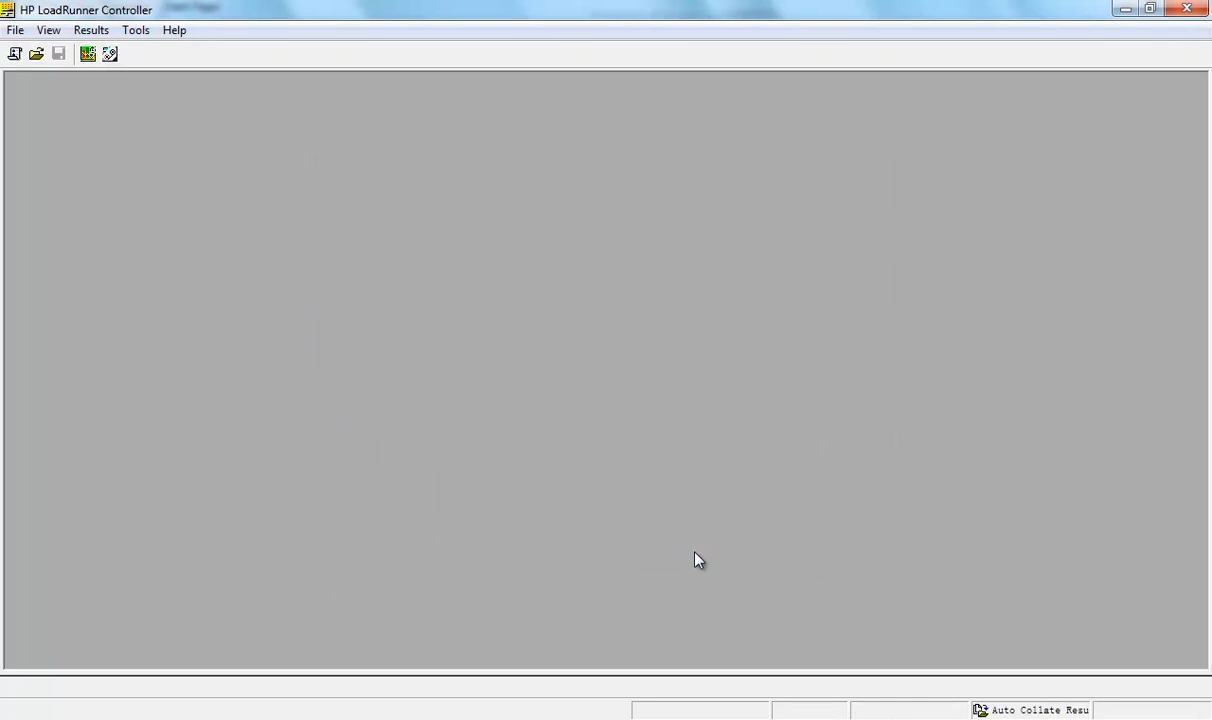 HP LoadRunner Controller
File View Results Tools Help
Auto Collate Resu